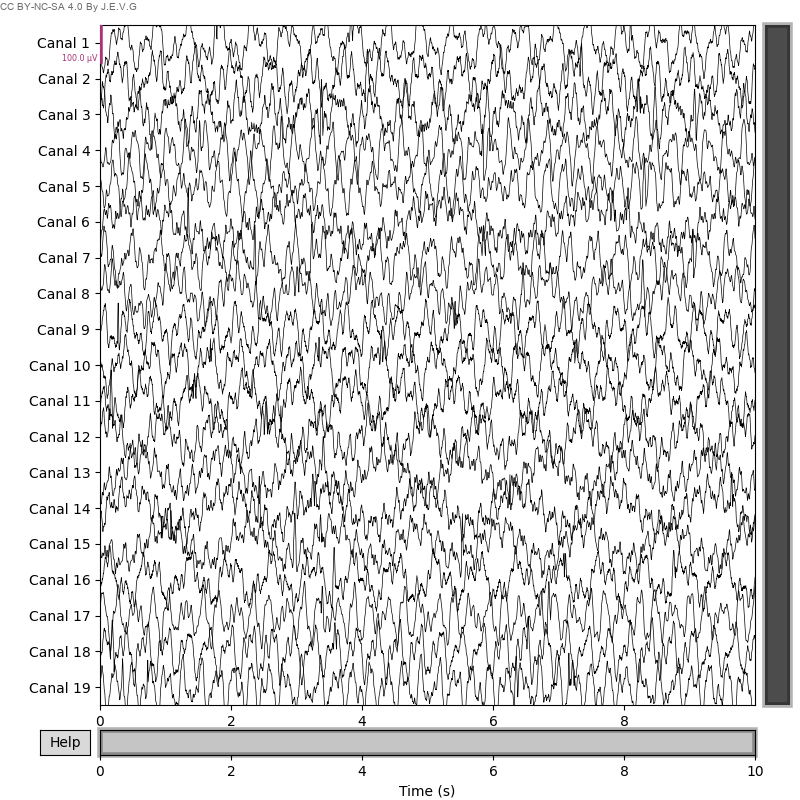 CC BY-NC-SA 4.0 By J.E.V.G
Canal 1
100.0 µV
Canal 2
Canal 3
Canal 4
Canal 5
Canal 6
Canal 7
Canal 8
Canal 9
Canal 10
Canal 11
Canal 12
Canal 13
Canal 14
Canal 15
Canal 16
Canal 17
Canal 18
Canal 19
0 2 4 6 8
Help
0 2 4 6 8 10
Time (s)